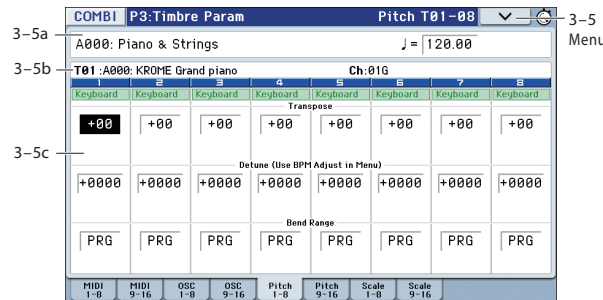 COMBI P3:Timbre Param Pitch T01-08
3–5
Menu
3–5a
A000: Piano & Strings ♩= 120.00
3–5b
T01 :A000: KROME Grand piano Ch:01G
1 2 3 4 5 6 7 8
Keyboard Keyboard Keyboard Keyboard Keyboard Keyboard Keyboard Keyboard
Transpose
+00 +00 +00 +00 +00 +00 +00 +00
3–5c
Detune (Use BPM Adjust in Menu)
+0000 +0000 +0000 +0000 +0000 +0000 +0000 +0000
Bend Range
PRG PRG PRG PRG PRG PRG PRG PRG
MIDI 1-8 MIDI 9-16 OSC 1-8 OSC 9-16 Pitch 1-8 Pitch 9-16 Scale 1-8 Scale 9-16